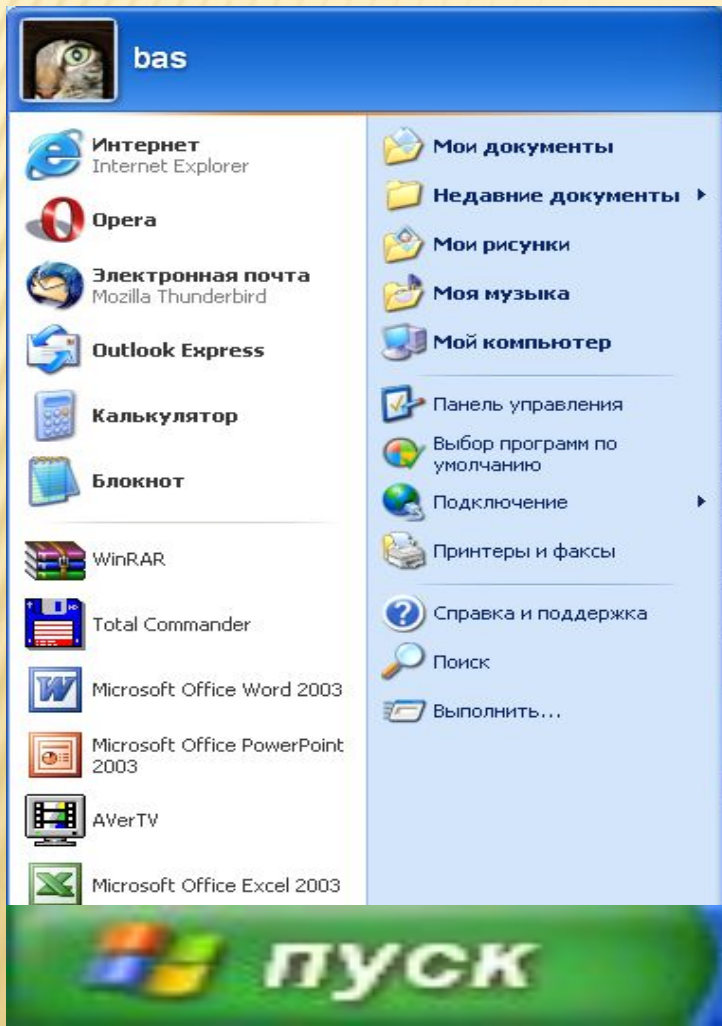 bas
Интернет
Internet Explorer
Opera
Электронная почта
Mozilla Thunderbird
Outlook Express
Калькулятор
Блокнот
WinRAR
Total Commander
Microsoft Office Word 2003
Microsoft Office PowerPoint
2003
AVerTV
Microsoft Office Excel 2003
Мои документы
Недавние документы
Мои рисунки
Моя музыка
Мой компьютер
Панель управления
Выбор программ по
умолчанию
Подключение
Принтеры и факсы
Справка и поддержка
Поиск
Выполнить...
пуск